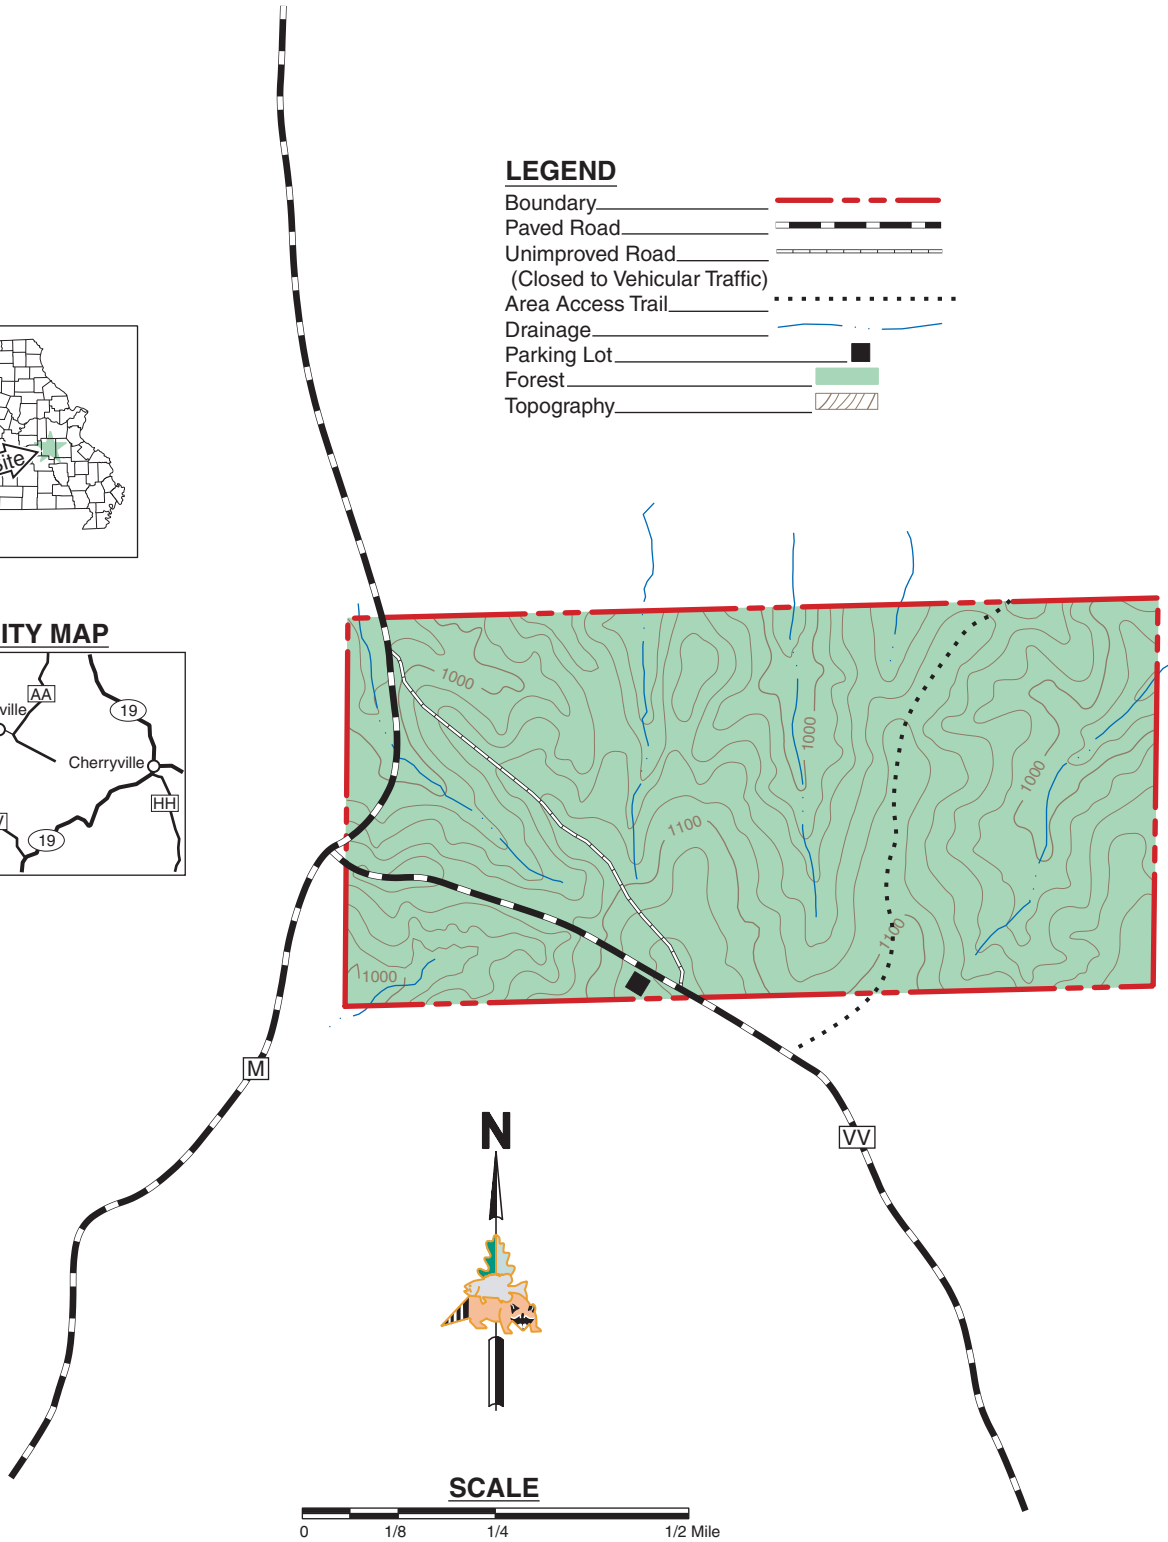 LEGEND
Boundary
Paved Road
Unimproved Road
(Closed to Vehicular Traffic)
Area Access Trail
Drainage
Parking Lot
Forest
Topography
ite
ITY MAP
AA
ville
19
Cherryville
HH
19
1000
1000
1000
1100
1100
1000
M
N
VV
SCALE
0 1/8 1/4 1/2 Mile